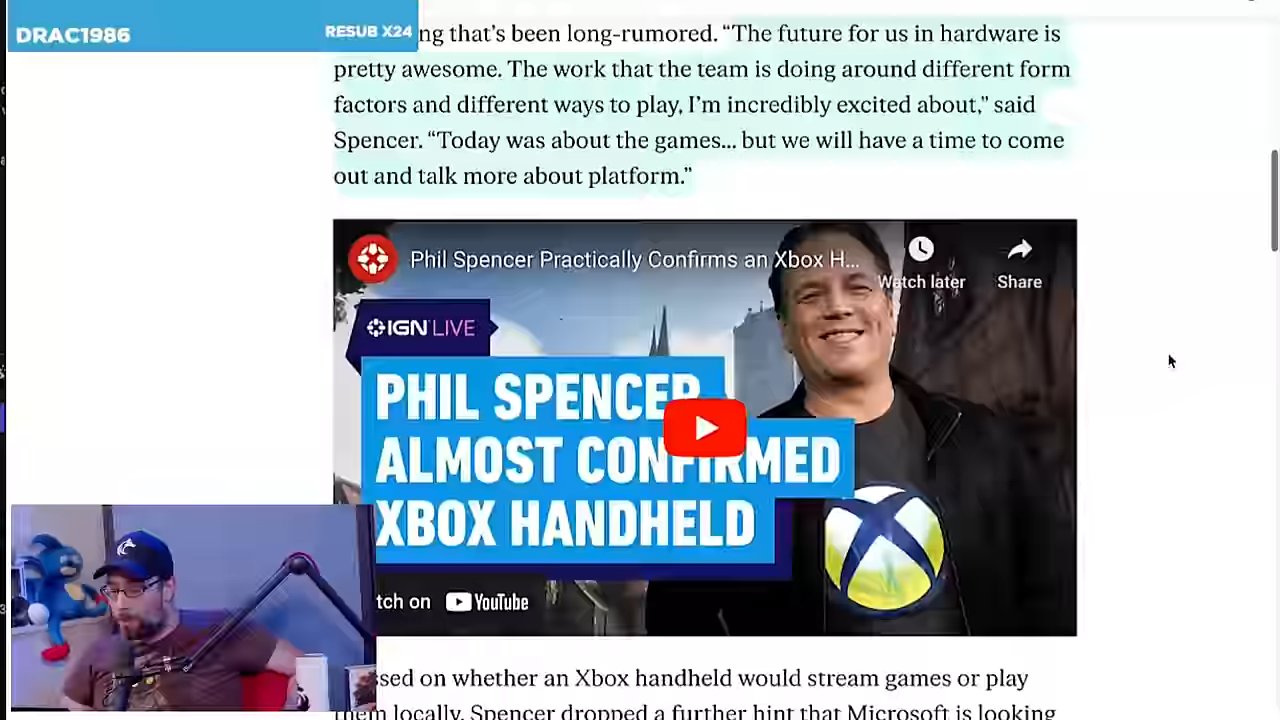 DRAC1986
RESUB X24
ng that’s been long-rumored. “The future for us in hardware is
pretty awesome. The work that the team is doing around different form
factors and different ways to play, I’m incredibly excited about,” said
Spencer. “Today was about the games... but we will have a time to come
out and talk more about platform.”
Phil Spencer Practically Confirms an Xbox H...
Watch later
Share
IGN LIVE
PHIL SPENCER
ALMOST CONFIRMED
XBOX HANDHELD
tch on YouTube
ssed on whether an Xbox handheld would stream games or play
them locally, Spencer dropped a further hint that Microsoft is looking